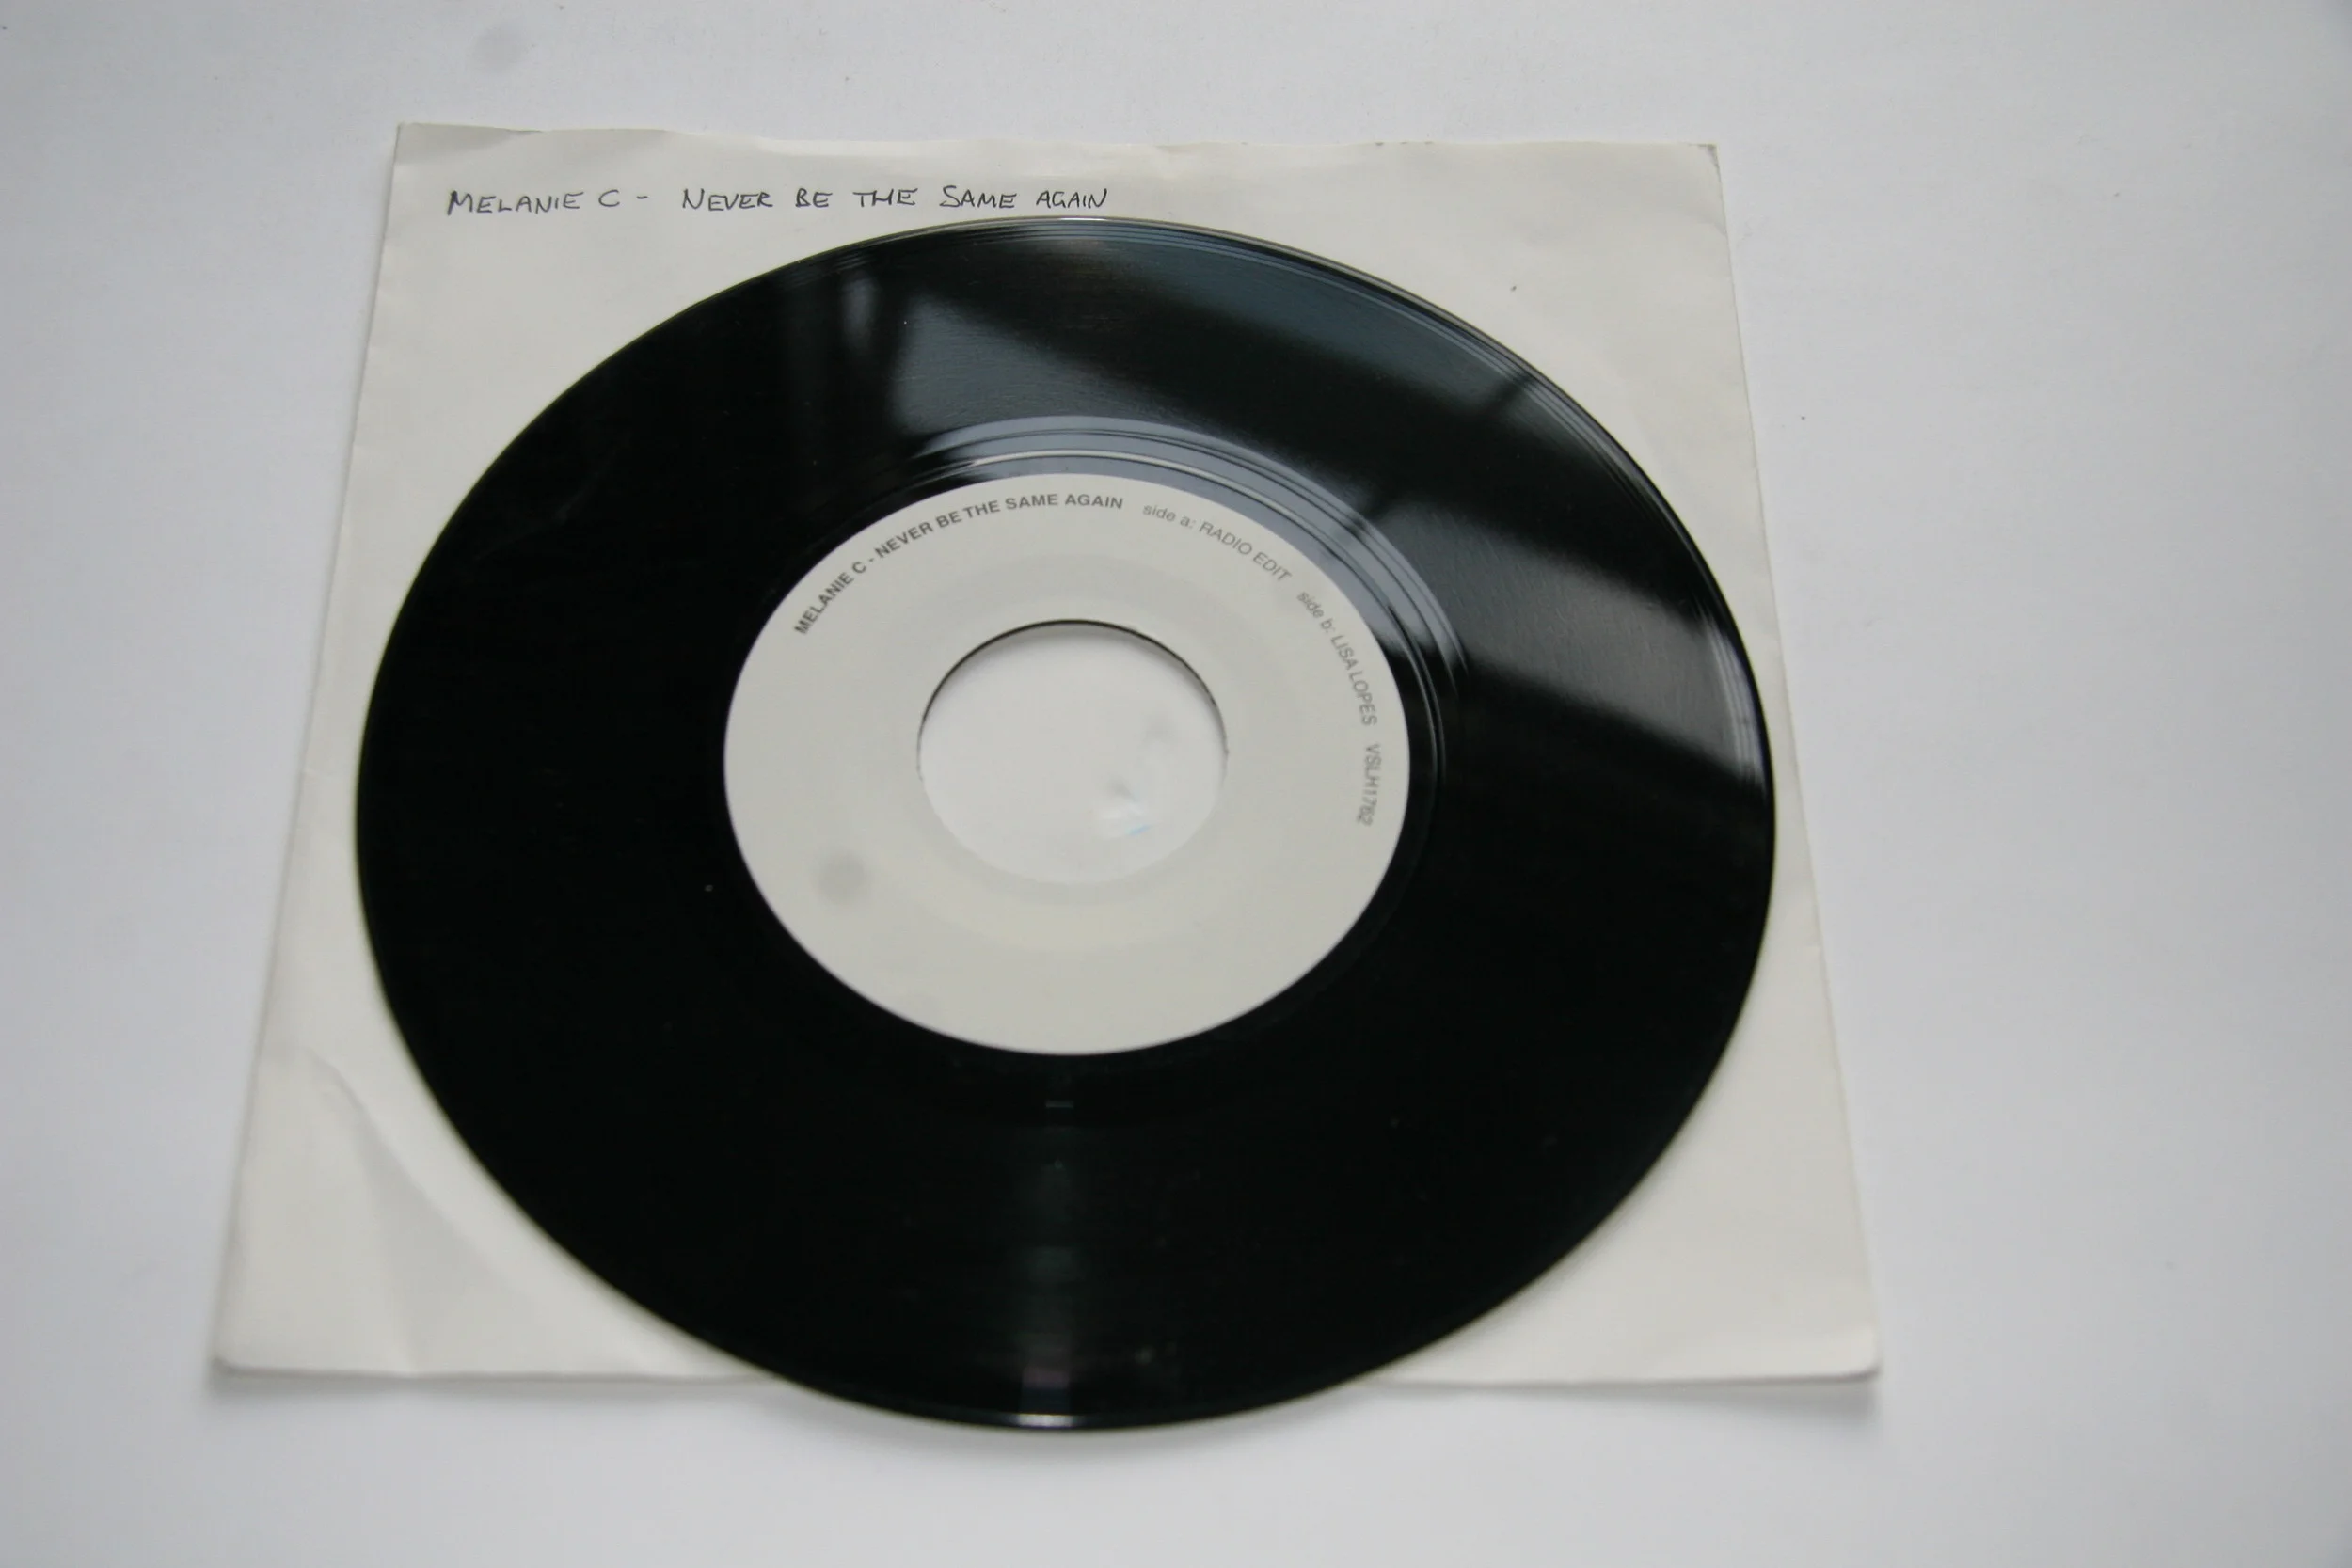 MELANIE C - NEVER BE THE SAME AGAIN
MELANIE C - NEVER BE THE SAME AGAIN side a: RADIO EDIT side b: LISA LOPES VSLH1762